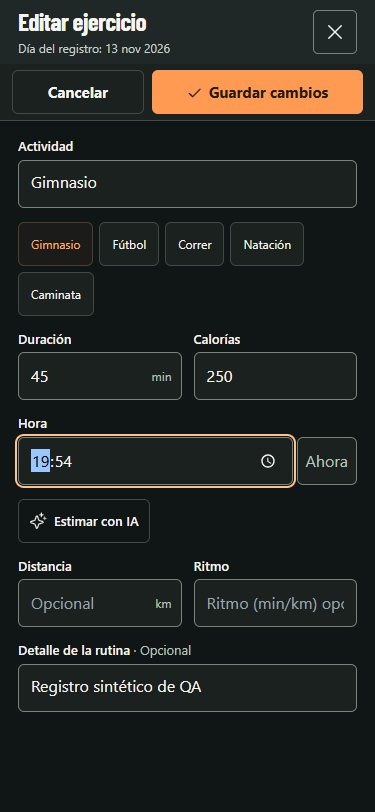 Editar ejercicio
Día del registro: 13 nov 2026
Cancelar
Guardar cambios
Actividad
Gimnasio
Gimnasio Fútbol Correr Natación
Caminata
Duración Calorías
45 min 250
Hora
19:54 Ahora
Estimar con IA
Distancia Ritmo
Opcional km Ritmo (min/km) opc
Detalle de la rutina · Opcional
Registro sintético de QA